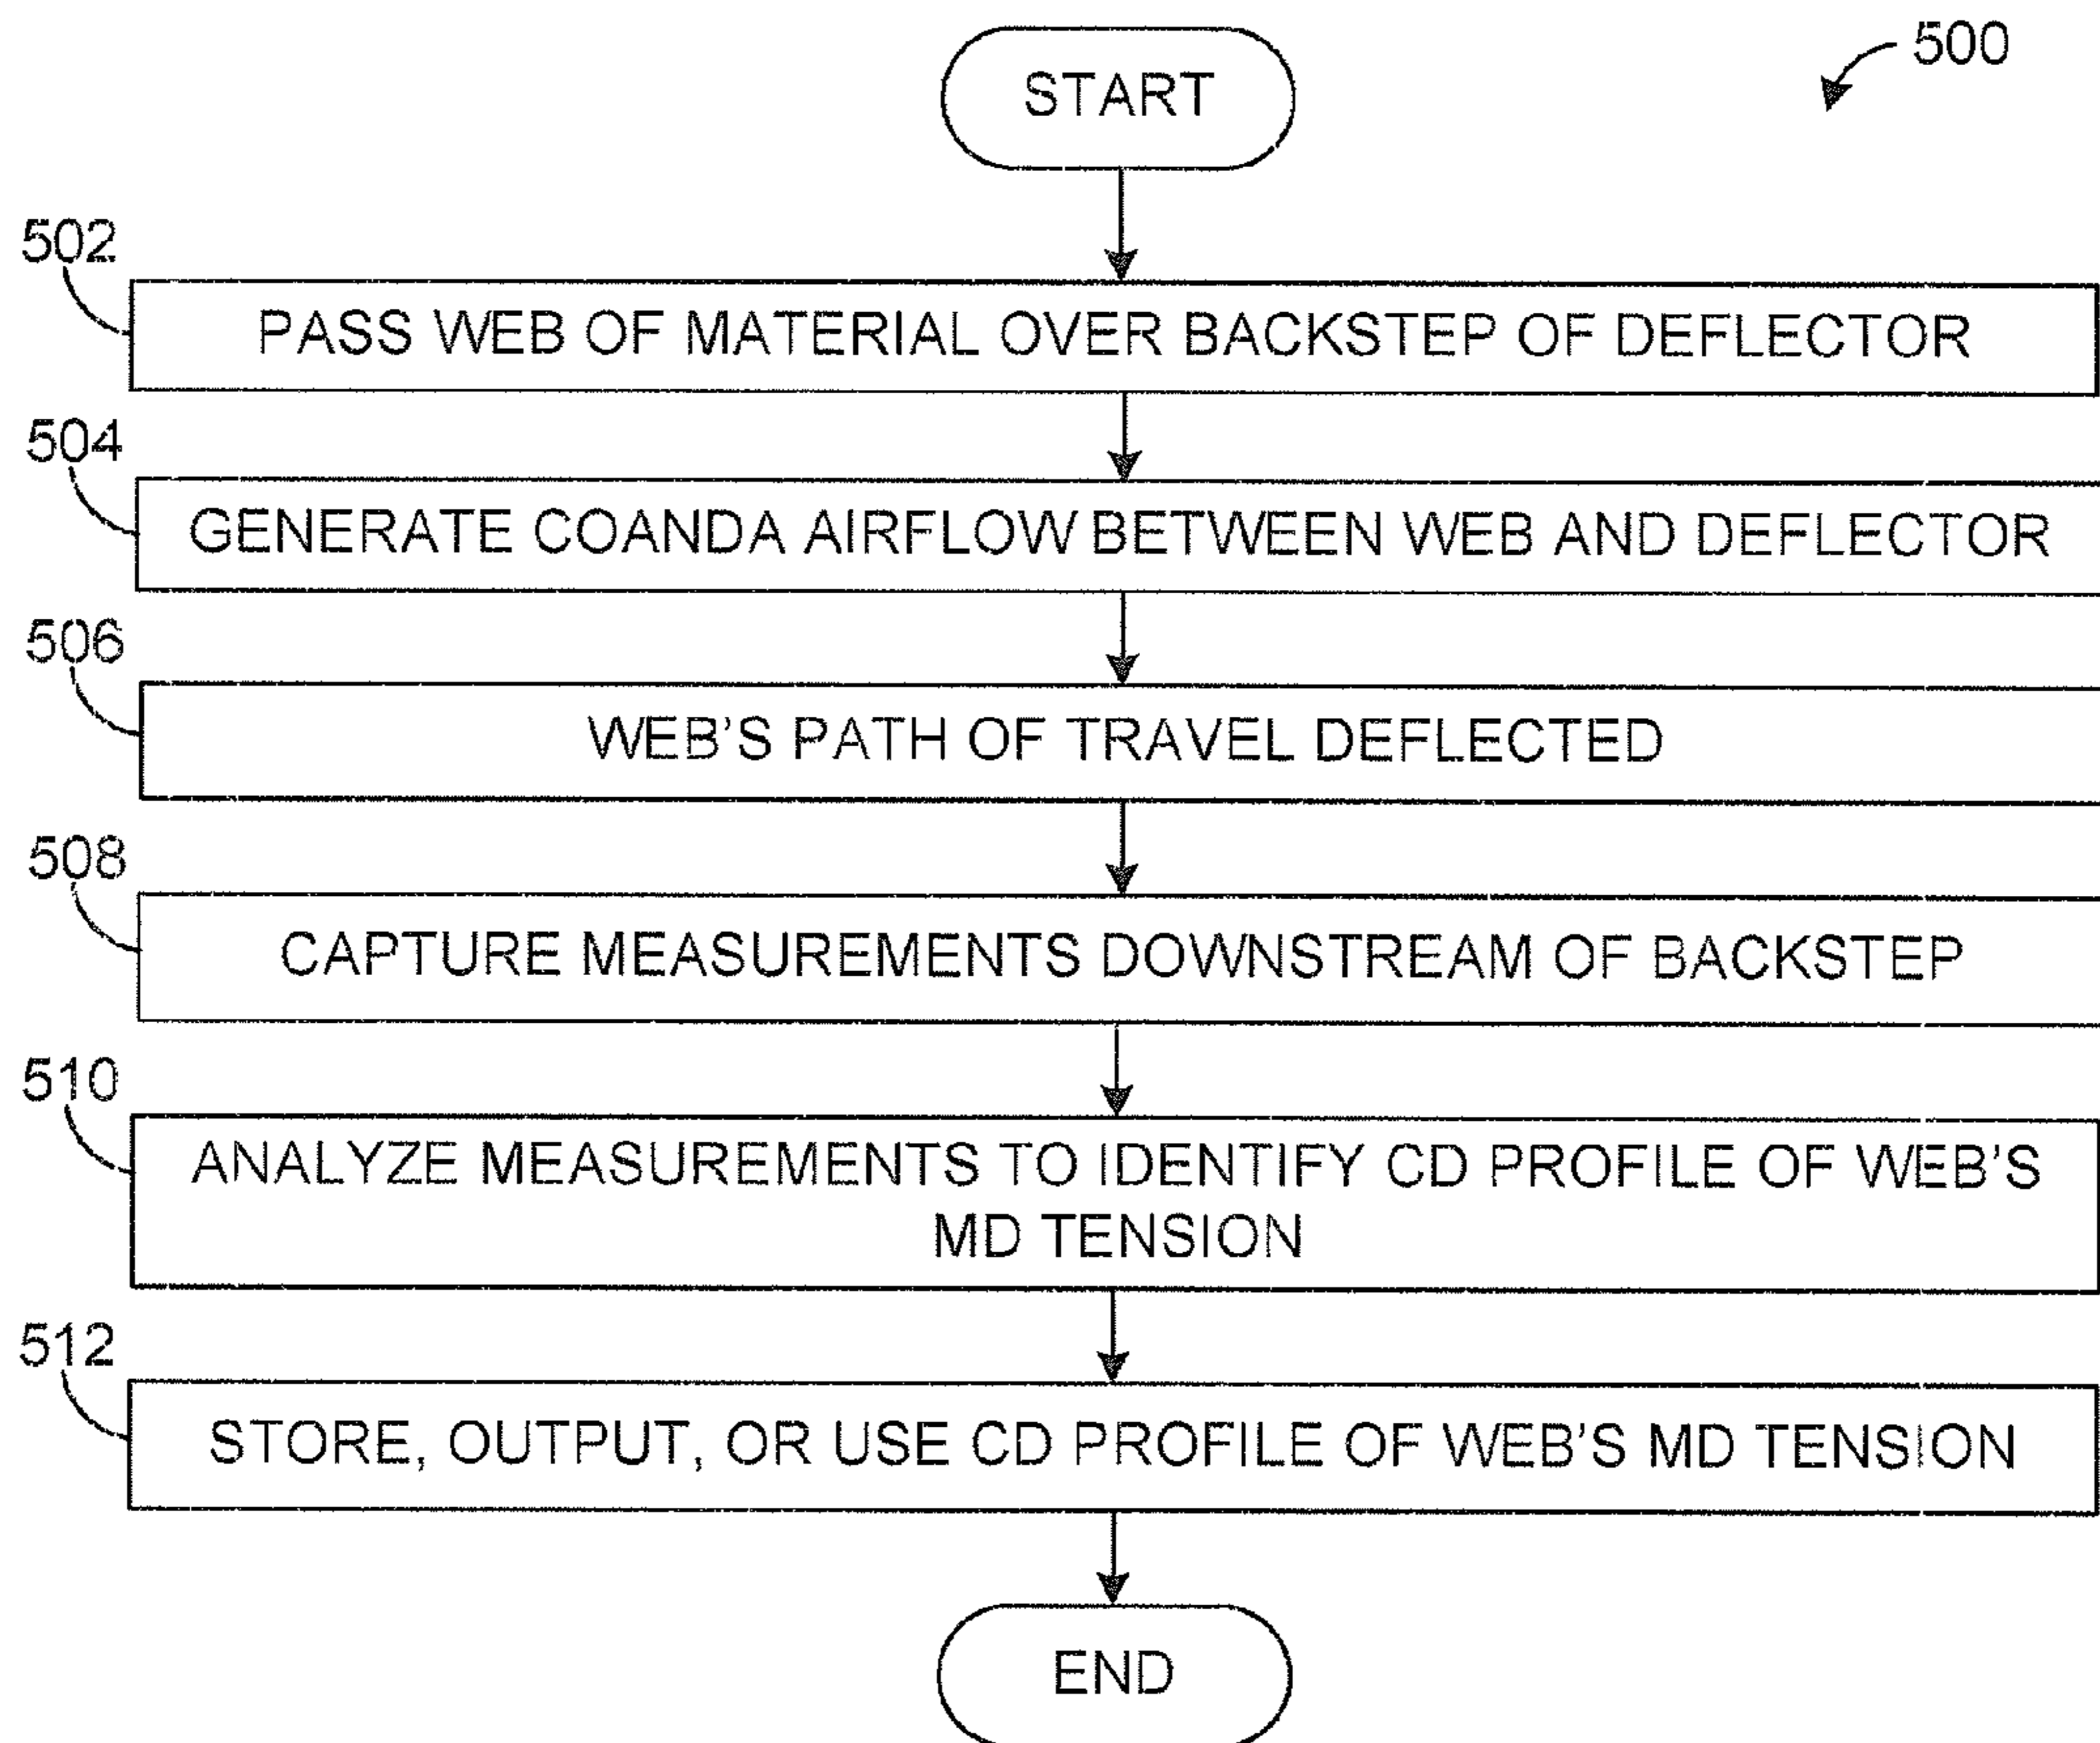 500
START
502
PASS WEB OF MATERIAL OVER BACKSTEP OF DEFLECTOR
504
GENERATE COANDA AIRFLOW BETWEEN WEB AND DEFLECTOR
506
WEB'S PATH OF TRAVEL DEFLECTED
508
CAPTURE MEASUREMENTS DOWNSTREAM OF BACKSTEP
510
ANALYZE MEASUREMENTS TO IDENTIFY CD PROFILE OF WEB'S
MD TENSION
512
STORE, OUTPUT, OR USE CD PROFILE OF WEB'S MD TENSION
END